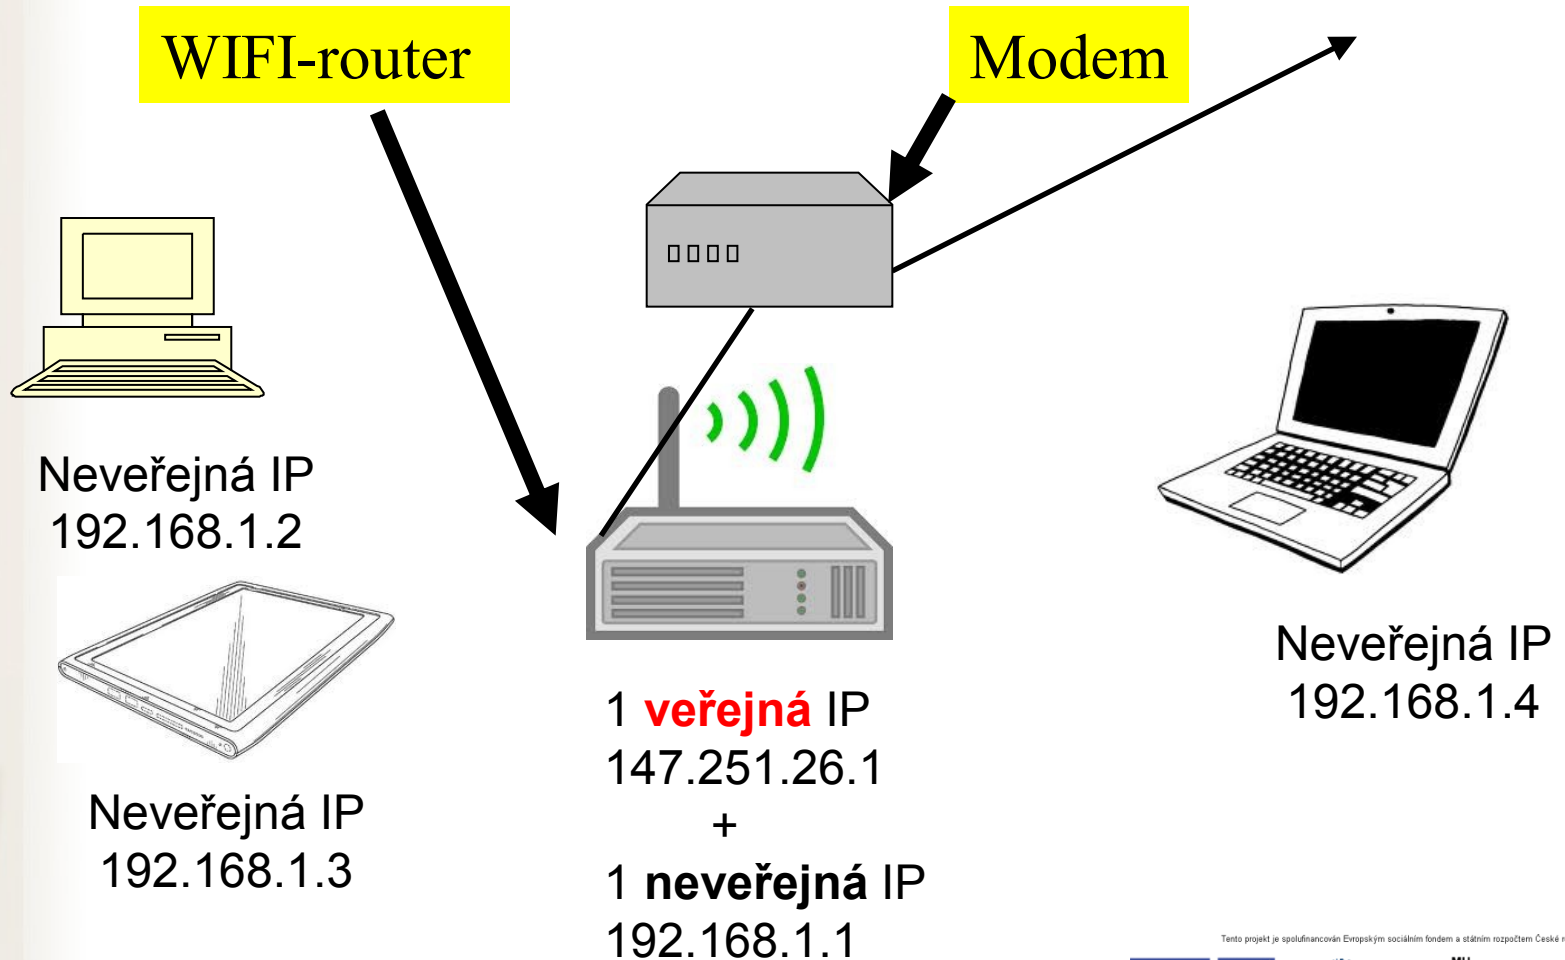 WIFI-router
Modem
Neveřejná IP
192.168.1.2
Neveřejná IP
192.168.1.3
1 veřejná IP
147.251.26.1
+
1 neveřejná IP
192.168.1.1
Neveřejná IP
192.168.1.4
Tento projekt je spolufinancován Evropským sociálním fondem a státním rozpočtem České